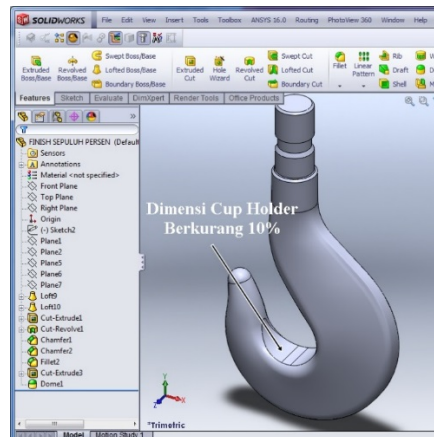 SOLIDWORKS File Edit View Insert Tools Toolbox ANSYS 16.0 Routing PhotoView 360 Window Help
Extruded Boss/Base
Revolved Boss/Base
Swept Boss/Base
Lofted Boss/Base
Boundary Boss/Base
Extruded Cut
Hole Wizard
Revolved Cut
Swept Cut
Lofted Cut
Boundary Cut
Fillet
Linear Pattern
Rib
Draft
Shell
Features Sketch Evaluate DimXpert Render Tools Office Products
FINISH SEPULUH PERSEN (Default
Sensors
Annotations
Material <not specified>
Front Plane
Top Plane
Right Plane
Origin
(-) Sketch2
Plane1
Plane2
Plane5
Plane6
Plane7
Loft9
Loft10
Cut-Extrude1
Cut-Revolve1
Chamfer1
Chamfer2
Fillet2
Cut-Extrude3
Dome1
Dimensi Cup Holder
Berkurang 10%
Y
X
Z
*Trimetric
Model Motion Study 1